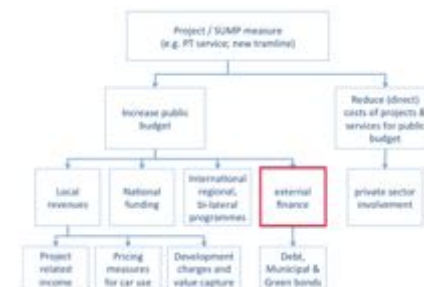 Project / SUMP measure
(e.g. PT service; new tramline)
Increase public
budget
Reduce (direct)
costs of projects &
services for public
budget
Local
revenues
National
funding
International
regional,
bi-lateral
programmes
external
finance
private sector
involvement
Project
related
income
Pricing
measures
for car use
Development
charges and
value capture
Debt,
Municipal &
Green bonds